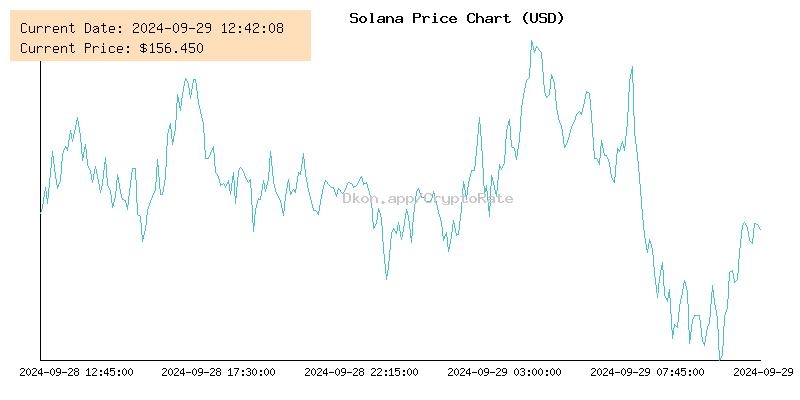 Solana Price Chart (USD)
Current Date: 2024-09-29 12:42:08
Current Price: $156.450
Dkon.app/CryptoRate
2024-09-28 12:45:00 2024-09-28 17:30:00 2024-09-28 22:15:00 2024-09-29 03:00:00 2024-09-29 07:45:00 2024-09-29